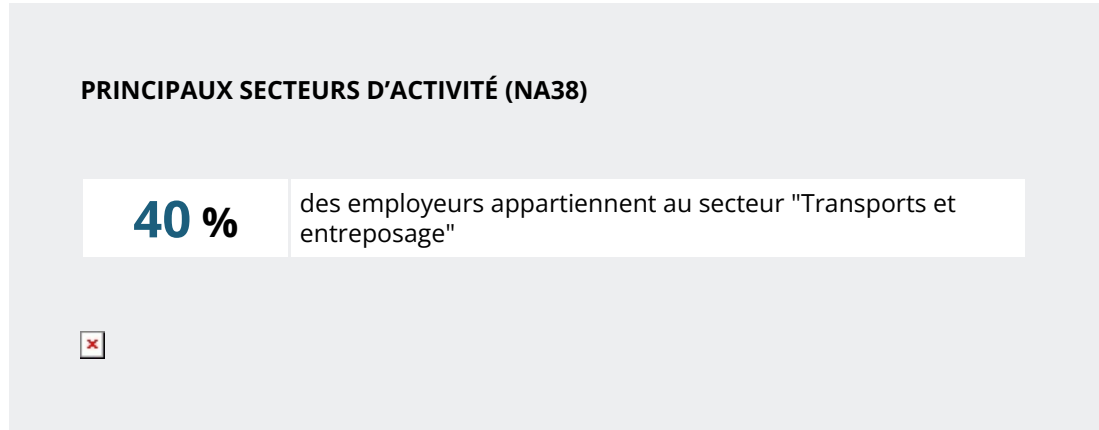 PRINCIPAUX SECTEURS D’ACTIVITÉ (NA38)
40 %
des employeurs appartiennent au secteur "Transports et
entreposage"